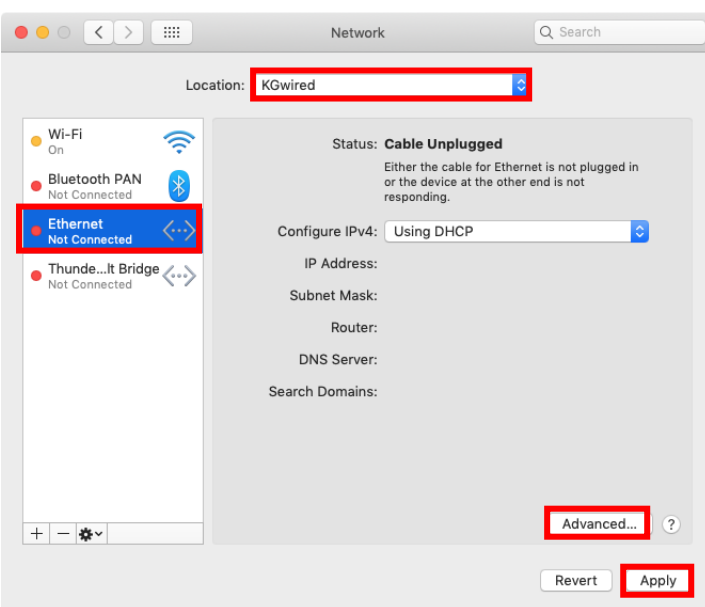 Network
Search
Location: KGwired
Wi-Fi
On
Bluetooth PAN
Not Connected
Ethernet
Not Connected
Thunde...lt Bridge
Not Connected
Status: Cable Unplugged
Either the cable for Ethernet is not plugged in
or the device at the other end is not
responding.
Configure IPv4: Using DHCP
IP Address:
Subnet Mask:
Router:
DNS Server:
Search Domains:
Advanced... ?
Revert Apply